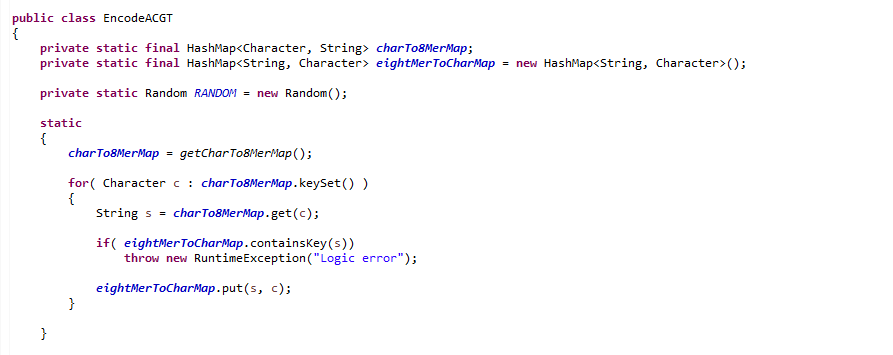 public class EncodeACGT
{
    private static final HashMap<Character, String> charTo8MerMap;
    private static final HashMap<String, Character> eightMerToCharMap = new HashMap<String, Character>();
    private static Random RANDOM = new Random();
    static
    {
        charTo8MerMap = getCharTo8MerMap();
        for( Character c : charTo8MerMap.keySet() )
        {
            String s = charTo8MerMap.get(c);
            if( eightMerToCharMap.containsKey(s))
                throw new RuntimeException("Logic error");
            eightMerToCharMap.put(s, c);
        }
    }